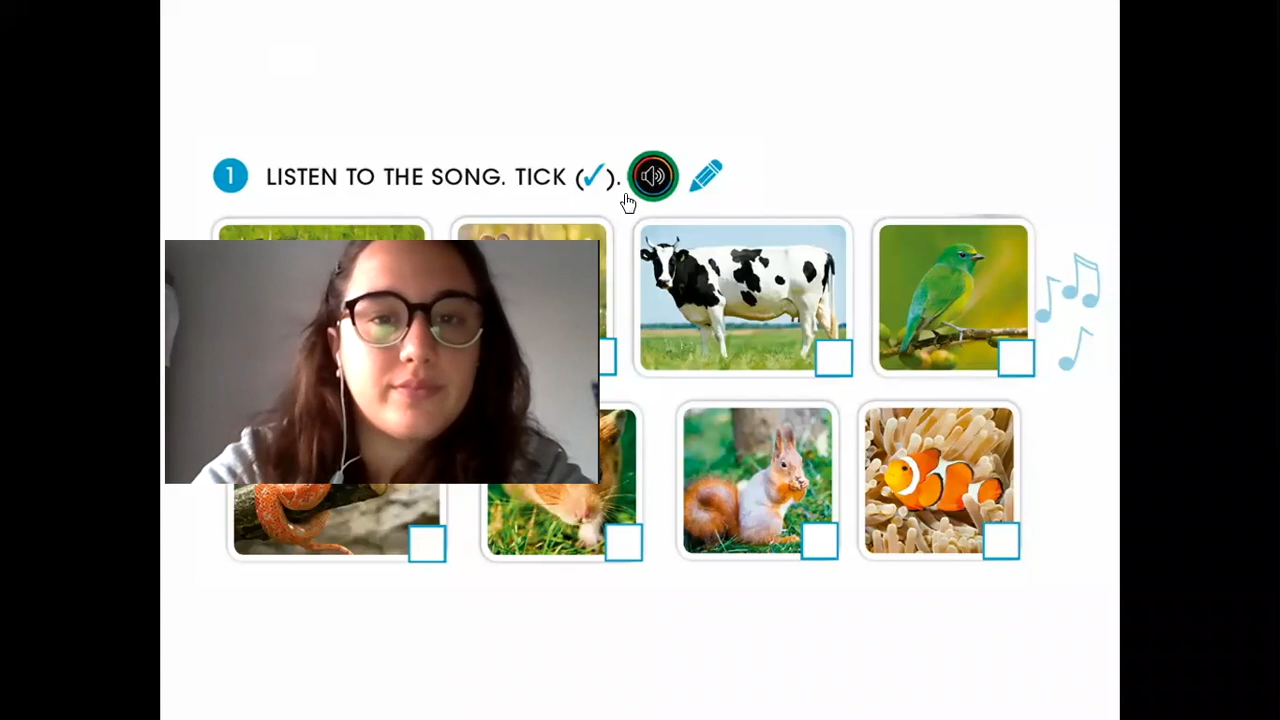 1 LISTEN TO THE SONG. TICK (✓).